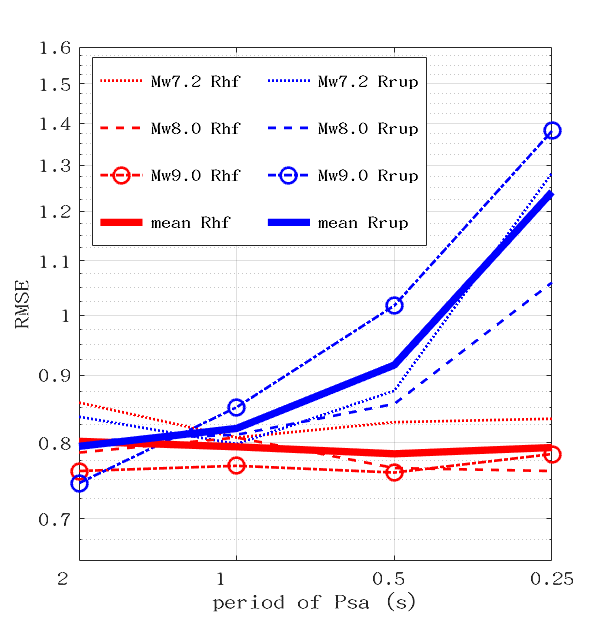 1.6
1.5
1.4
1.3
1.2
1.1
1
0.9
0.8
0.7
RMSE
Mw7.2 Rhf
Mw8.0 Rhf
Mw9.0 Rhf
mean Rhf
Mw7.2 Rrup
Mw8.0 Rrup
Mw9.0 Rrup
mean Rrup
2 1 0.5 0.25
period of Psa (s)